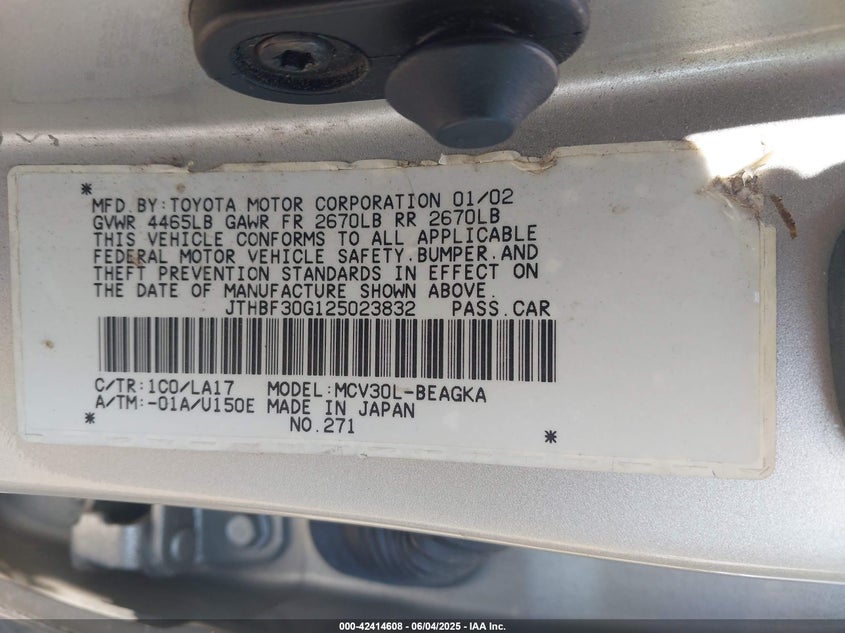 MFD.BY:TOYOTA MOTOR CORPORATION 01/02
GVWR 4465LB GAWR FR 2670LB RR 2670LB
THIS VEHICLE CONFORMS TO ALL APPLICABLE
FEDERAL MOTOR VEHICLE SAFETY.BUMPER.AND
THEFT PREVENTION STANDARDS IN EFFECT ON
THE DATE OF MANUFACTURE SHOWN ABOVE.
JTHBF30G125023832 PASS.CAR
C/TR:1C0/LA17 MODEL:MCV30L-BEAGKA
A/TM:-01A/U150E MADE IN JAPAN
NO.271
000-42414608 | 06/04/2025 | IAA Inc.